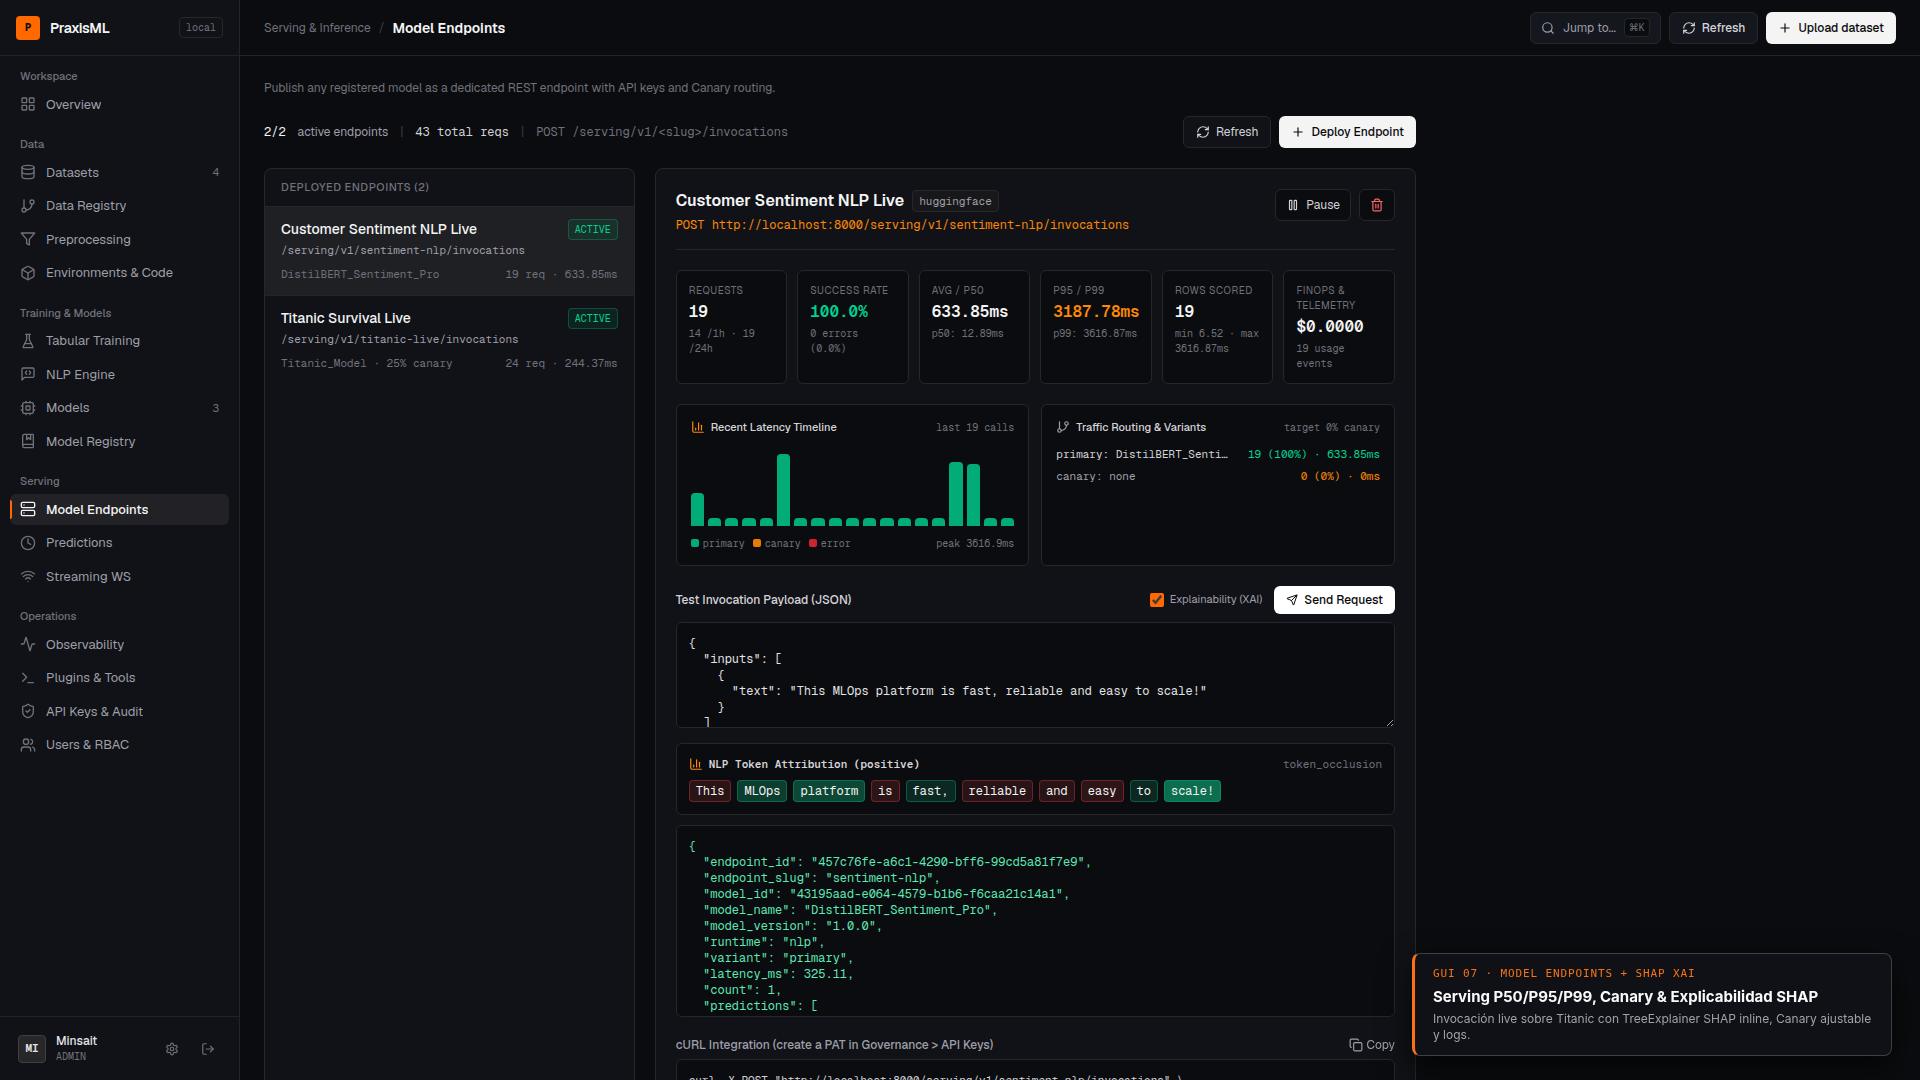 P PraxisML local
Workspace
Overview
Data
Datasets 4
Data Registry
Preprocessing
Environments & Code
Training & Models
Tabular Training
NLP Engine
Models 3
Model Registry
Serving
Model Endpoints
Predictions
Streaming WS
Operations
Observability
Plugins & Tools
API Keys & Audit
Users & RBAC
MI Minsait
ADMIN
Serving & Inference / Model Endpoints
Jump to... ⌘K
Refresh
+ Upload dataset
Publish any registered model as a dedicated REST endpoint with API keys and Canary routing.
2/2 active endpoints | 43 total reqs | POST /serving/v1/<slug>/invocations
Refresh
+ Deploy Endpoint
DEPLOYED ENDPOINTS (2)
Customer Sentiment NLP Live ACTIVE
/serving/v1/sentiment-nlp/invocations
DistilBERT_Sentiment_Pro 19 req · 633.85ms
Titanic Survival Live ACTIVE
/serving/v1/titanic-live/invocations
Titanic_Model · 25% canary 24 req · 244.37ms
Customer Sentiment NLP Live huggingface
POST http://localhost:8000/serving/v1/sentiment-nlp/invocations
Pause
REQUESTS
19
14 /1h · 19
/24h
SUCCESS RATE
100.0%
0 errors
(0.0%)
AVG / P50
633.85ms
p50: 12.89ms
P95 / P99
3187.78ms
p99: 3616.87ms
ROWS SCORED
19
min 6.52 · max
3616.87ms
FINOPS &
TELEMETRY
$0.0000
19 usage
events
Recent Latency Timeline last 19 calls
primary canary error peak 3616.9ms
Traffic Routing & Variants target 0% canary
primary: DistilBERT_Senti… 19 (100%) · 633.85ms
canary: none 0 (0%) · 0ms
Test Invocation Payload (JSON)
Explainability (XAI)
Send Request
{
"inputs": [
{
"text": "This MLOps platform is fast, reliable and easy to scale!"
}
]
NLP Token Attribution (positive) token_occlusion
This MLOps platform is fast, reliable and easy to scale!
{
"endpoint_id": "457c76fe-a6c1-4290-bff6-99cd5a81f7e9",
"endpoint_slug": "sentiment-nlp",
"model_id": "43195aad-e064-4579-b1b6-f6caa21c14a1",
"model_name": "DistilBERT_Sentiment_Pro",
"model_version": "1.0.0",
"runtime": "nlp",
"variant": "primary",
"latency_ms": 325.11,
"count": 1,
"predictions": [
cURL Integration (create a PAT in Governance > API Keys) Copy
curl -X POST "http://localhost:8000/serving/v1/sentiment-nlp/invocations" \
GUI 07 · MODEL ENDPOINTS + SHAP XAI
Serving P50/P95/P99, Canary & Explicabilidad SHAP
Invocación live sobre Titanic con TreeExplainer SHAP inline, Canary ajustable
y logs.